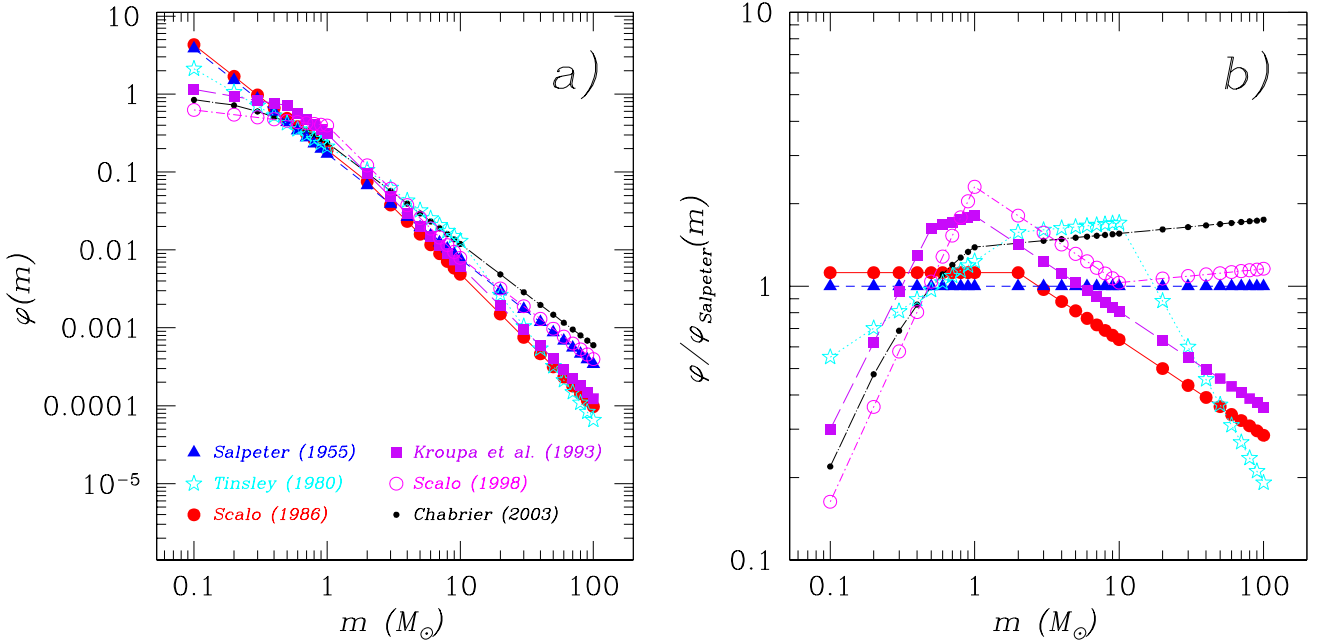 10
1
0.1
0.01
0.001
0.0001
10⁻⁵
φ(m)
a)
Salpeter (1955)
Tinsley (1980)
Scalo (1986)
Kroupa et al. (1993)
Scalo (1998)
Chabrier (2003)
0.1 1 10 100
m (M⊙)
10
1
0.1
φ/φSalpeter(m)
b)
0.1 1 10 100
m (M⊙)